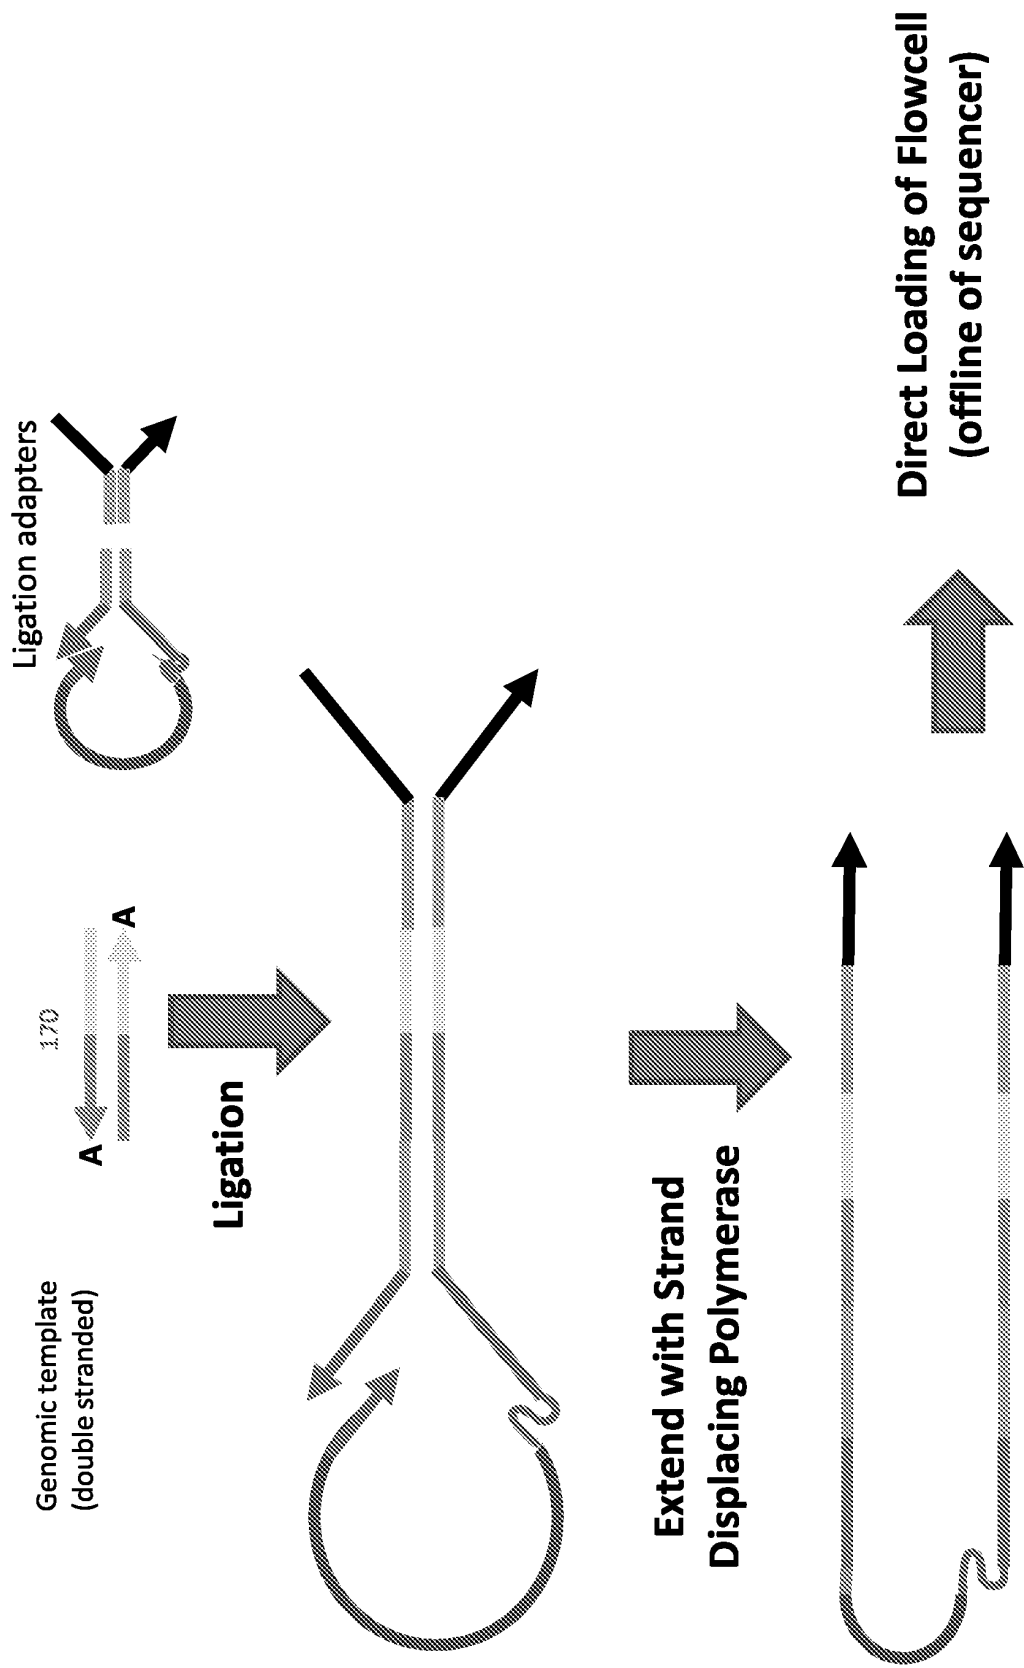 Genomic template
(double stranded)
170
A
A
Ligation adapters
Ligation
Extend with Strand
Displacing Polymerase
Direct Loading of Flowcell
(offline of sequencer)